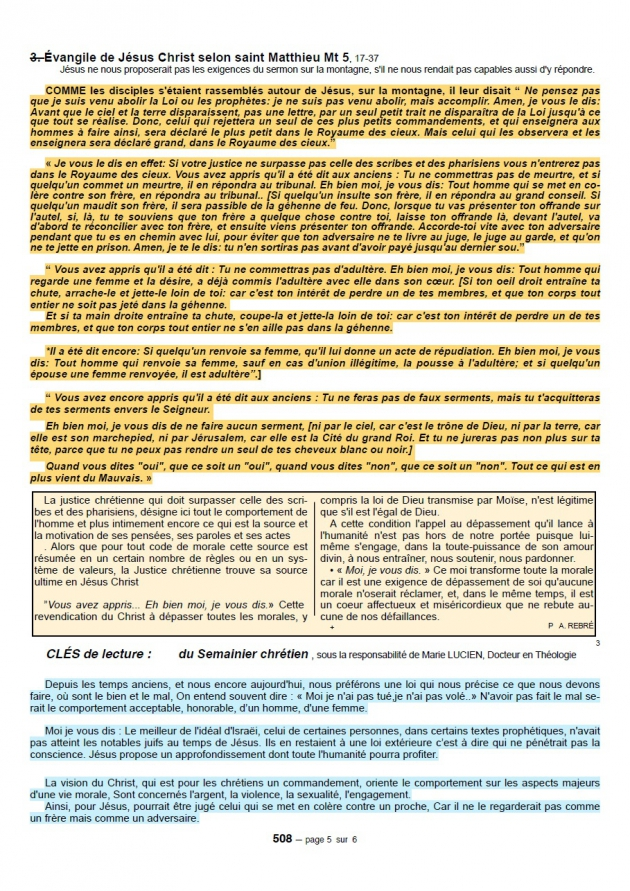 3. Évangile de Jésus Christ selon saint Matthieu Mt 5, 17-37
Jésus ne nous proposerait pas les exigences du sermon sur la montagne, s'il ne nous rendait pas capables aussi d'y répondre.
COMME les disciples s'étaient rassemblés autour de Jésus, sur la montagne, il leur disait “ Ne pensez pas
que je suis venu abolir la Loi ou les prophètes: je ne suis pas venu abolir, mais accomplir. Amen, je vous le dis:
Avant que le ciel et la terre disparaissent, pas une lettre, par un seul petit trait ne disparaîtra de la Loi jusqu'à ce
que tout se réalise. Donc, celui qui rejettera un seul de ces plus petits commandements, et qui enseignera aux
hommes à faire ainsi, sera déclaré le plus petit dans le Royaume des cieux. Mais celui qui les observera et les
enseignera sera déclaré grand, dans le Royaume des cieux.”
« Je vous le dis en effet: Si votre justice ne surpasse pas celle des scribes et des pharisiens vous n'entrerez pas
dans le Royaume des cieux. Vous avez appris qu'il a été dit aux anciens : Tu ne commettras pas de meurtre, et si
quelqu'un commet un meurtre, il en répondra au tribunal. Eh bien moi, je vous dis: Tout homme qui se met en co-
lère contre son frère, en répondra au tribunal.. [Si quelqu'un insulte son frère, il en répondra au grand conseil. Si
quelqu'un maudit son frère, il sera passible de la géhenne de feu. Donc, lorsque tu vas présenter ton offrande sur
l'autel, si, là, tu te souviens que ton frère a quelque chose contre toi, laisse ton offrande là, devant l'autel, va
d'abord te réconcilier avec ton frère, et ensuite viens présenter ton offrande. Accorde-toi vite avec ton adversaire
pendant que tu es en chemin avec lui, pour éviter que ton adversaire ne te livre au juge, le juge au garde, et qu'on
ne te jette en prison. Amen, je te le dis: tu n'en sortiras pas avant d'avoir payé jusqu'au dernier sou.”
“ Vous avez appris qu'il a été dit : Tu ne commettras pas d'adultère. Eh bien moi, je vous dis: Tout homme qui
regarde une femme et la désire, a déjà commis l'adultère avec elle dans son cœur. [Si ton oeil droit entraîne ta
chute, arrache-le et jette-le loin de toi: car c'est ton intérêt de perdre un de tes membres, et que ton corps tout
entier ne soit pas jeté dans la géhenne.
Et si ta main droite entraîne ta chute, coupe-la et jette-la loin de toi: car c'est ton intérêt de perdre un de tes
membres, et que ton corps tout entier ne s'en aille pas dans la géhenne.
“Il a été dit encore: Si quelqu'un renvoie sa femme, qu'il lui donne un acte de répudiation. Eh bien moi, je vous
dis: Tout homme qui renvoie sa femme, sauf en cas d'union illégitime, la pousse à l'adultère; et si quelqu'un
épouse une femme renvoyée, il est adultère”.]
“ Vous avez encore appris qu'il a été dit aux anciens : Tu ne feras pas de faux serments, mais tu t'acquitteras
de tes serments envers le Seigneur.
Eh bien moi, je vous dis de ne faire aucun serment, [ni par le ciel, car c'est le trône de Dieu, ni par la terre, car
elle est son marchepied, ni par Jérusalem, car elle est la Cité du grand Roi. Et tu ne jureras pas non plus sur ta
tête, parce que tu ne peux pas rendre un seul de tes cheveux blanc ou noir.]
Quand vous dites "oui", que ce soit un "oui", quand vous dites "non", que ce soit un "non". Tout ce qui est en
plus vient du Mauvais. »
La justice chrétienne qui doit surpasser celle des scri-
bes et des pharisiens, désigne ici tout le comportement de
l'homme et plus intimement encore ce qui est la source et
la motivation de ses pensées, ses paroles et ses actes
. Alors que pour tout code de morale cette source est
résumée en un certain nombre de règles ou en un sys-
tème de valeurs, la Justice chrétienne trouve sa source
ultime en Jésus Christ
”Vous avez appris... Eh bien moi, je vous dis.» Cette
revendication du Christ à dépasser toutes les morales, y
compris la loi de Dieu transmise par Moïse, n'est légitime
que s'il est l'égal de Dieu.
A cette condition l'appel au dépassement qu'il lance à
l'humanité n'est pas hors de notre portée puisque lui-
même s'engage, dans la toute-puissance de son amour
divin, à nous entraîner, nous soutenir, nous pardonner.
• « Moi, je vous dis. » Ce moi transforme toute la morale
car il est une exigence de dépassement de soi qu'aucune
morale n'oserait réclamer, et, dans le même temps, il est
un coeur affectueux et miséricordieux que ne rebute au-
cune de nos défaillances.
P A. REBRÉ
+
3
CLÉS de lecture : du Semainier chrétien , sous la responsabilité de Marie LUCIEN, Docteur en Théologie
Depuis les temps anciens, et nous encore aujourd'hui, nous préférons une loi qui nous précise ce que nous devons
faire, où sont le bien et le mal, On entend souvent dire : « Moi je n'ai pas tué,je n'ai pas volé..» N'avoir pas fait le mal se-
rait le comportement acceptable, honorable, d'un homme, d'une femme.
Moi je vous dis : Le meilleur de l'idéal d'Israël, celui de certaines personnes, dans certains textes prophétiques, n'avait
pas atteint les notables juifs au temps de Jésus. Ils en restaient à une loi extérieure c'est à dire qui ne pénétrait pas la
conscience. Jésus propose un approfondissement dont toute l'humanité pourra profiter.
La vision du Christ, qui est pour les chrétiens un commandement, oriente le comportement sur les aspects majeurs
d'une vie morale, Sont concernés l'argent, la violence, la sexualité, l'engagement.
Ainsi, pour Jésus, pourrait être jugé celui qui se met en colère contre un proche, Car il ne le regarderait pas comme
un frère mais comme un adversaire.
508 — page 5 sur 6